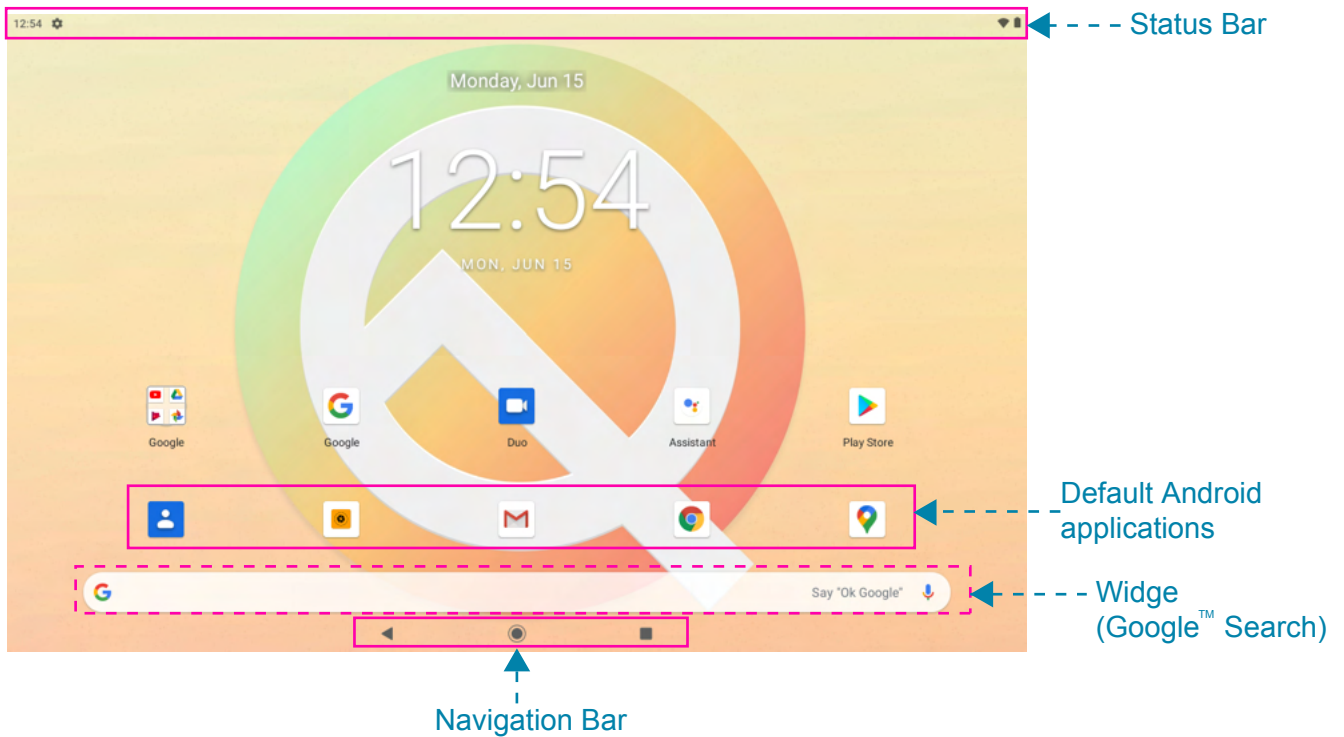 12:54
Status Bar
Monday, Jun 15
12:54
MON, JUN 15
Google
Google
Duo
Assistant
Play Store
Default Android
applications
G
Say "Ok Google"
Widge
(Google™ Search)
Navigation Bar